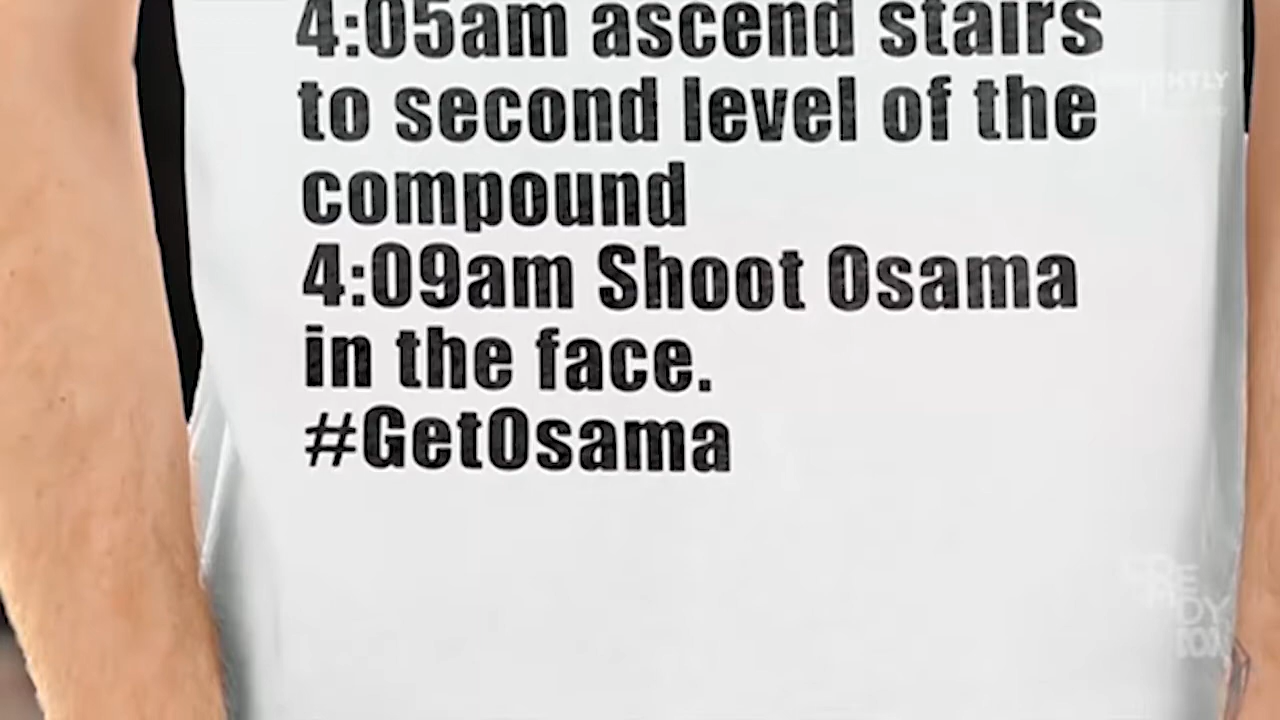 4:05am ascend stairs
to second level of the
compound
4:09am Shoot Osama
in the face.
#GetOsama